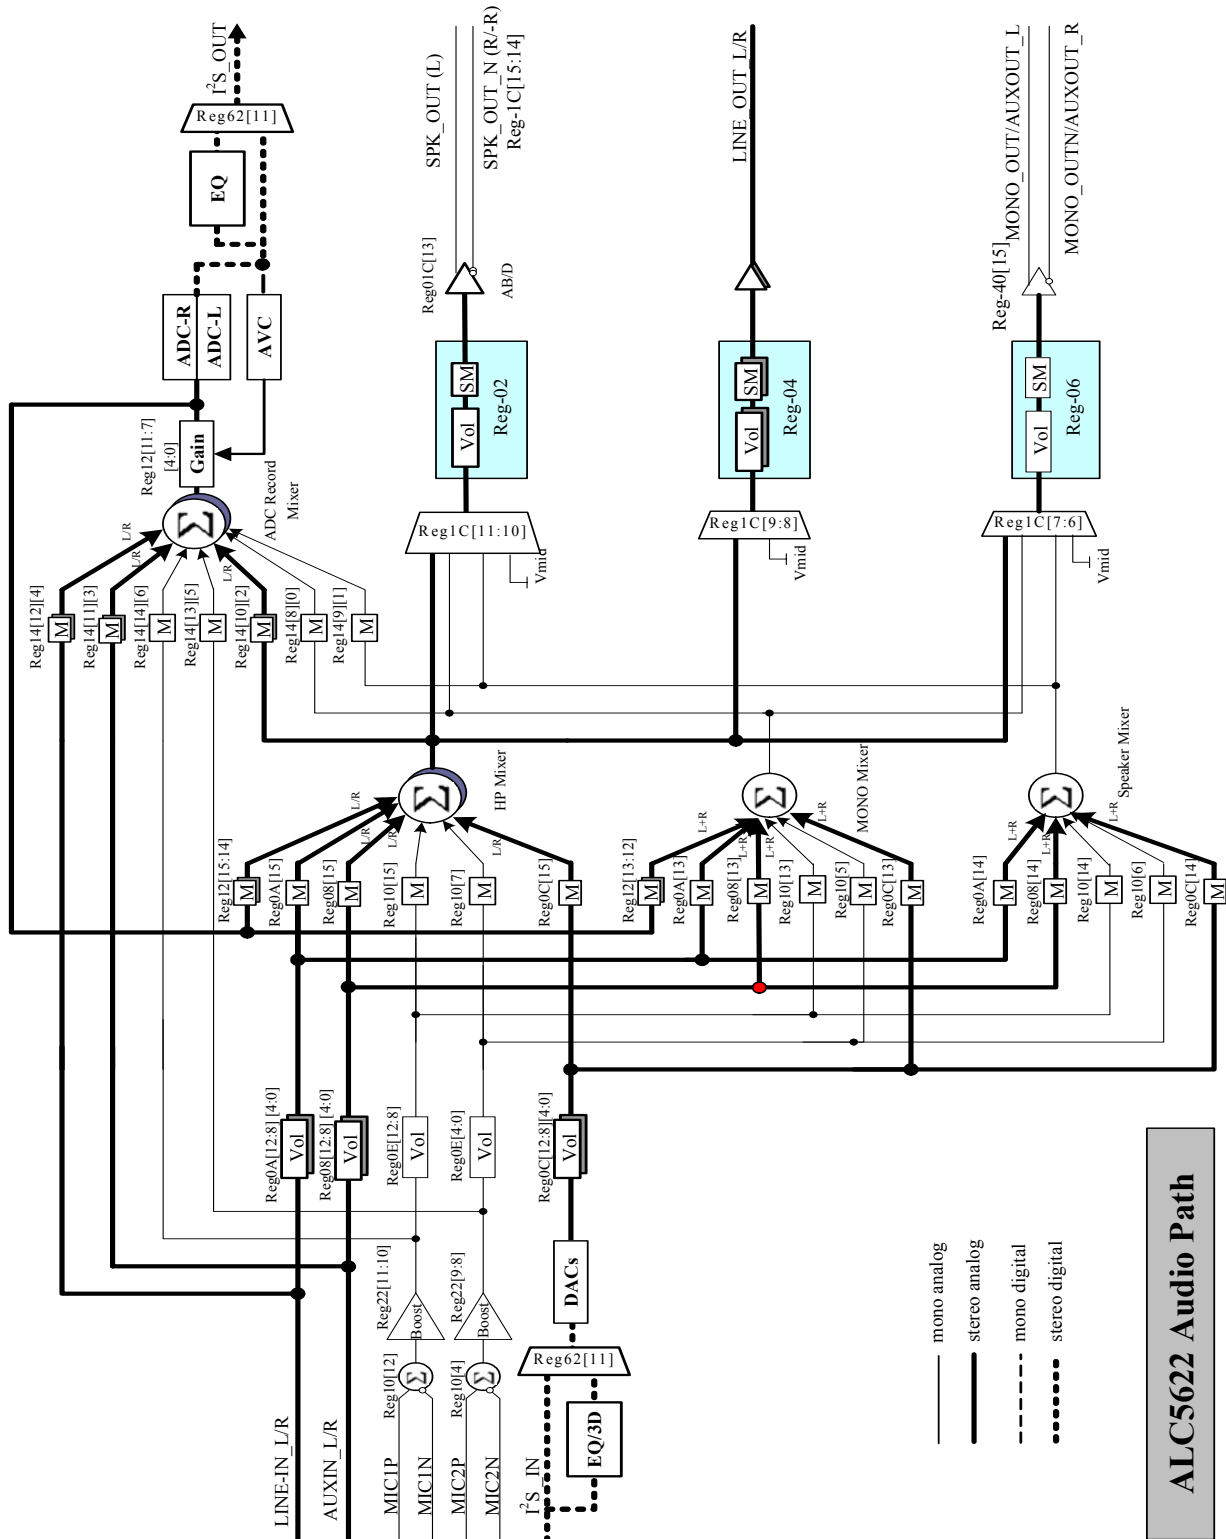 LINE-IN_L/R
AUXIN_L/R
MIC1P
MIC1N
MIC2P
MIC2N
I²S_IN
EQ/3D
Reg62[11]
DACs
Reg10[12]
Σ
Reg22[11:10]
Boost
Reg10[4]
Σ
Reg22[9:8]
Boost
Reg0A[12:8] [4:0]
Vol
Reg08[12:8] [4:0]
Vol
Reg0E[12:8]
Vol
Reg0E[4:0]
Vol
Reg0C[12:8][4:0]
Vol
Reg12[15:14]
M
Reg0A[15]
M
Reg08[15]
M
Reg10[15]
M
Reg10[7]
M
Reg0C[15]
M
L/R
L/R
L/R
L/R
Σ
HP Mixer
Reg12[13:12]
M
Reg0A[13]
M
Reg08[13]
M
Reg10[13]
M
Reg10[5]
M
Reg0C[13]
M
L+R
L+R
L+R
L+R
Σ
MONO Mixer
Reg0A[14]
M
Reg08[14]
M
Reg10[14]
M
Reg10[6]
M
Reg0C[14]
M
L+R
L+R
L+R
Σ
Speaker Mixer
Reg14[12][4]
M
Reg14[11][3]
M
Reg14[14][6]
M
Reg14[13][5]
M
Reg14[10][2]
M
Reg14[8][0]
M
Reg14[9][1]
M
L/R
L/R
L/R
Σ
ADC Record
Mixer
Reg12[11:7]
[4:0]
Gain
ADC-R
ADC-L
AVC
EQ
Reg62[11]
I²S_OUT
Reg1C[11:10]
Vmid
Vol
SM
Reg-02
Reg01C[13]
AB/D
SPK_OUT (L)
SPK_OUT_N (R/-R)
Reg-1C[15:14]
Reg1C[9:8]
Vmid
Vol
SM
Reg-04
LINE_OUT_L/R
Reg1C[7:6]
Vmid
Vol
SM
Reg-06
Reg-40[15]
MONO_OUT/AUXOUT_L
MONO_OUTN/AUXOUT_R
mono analog
stereo analog
mono digital
stereo digital
ALC5622 Audio Path